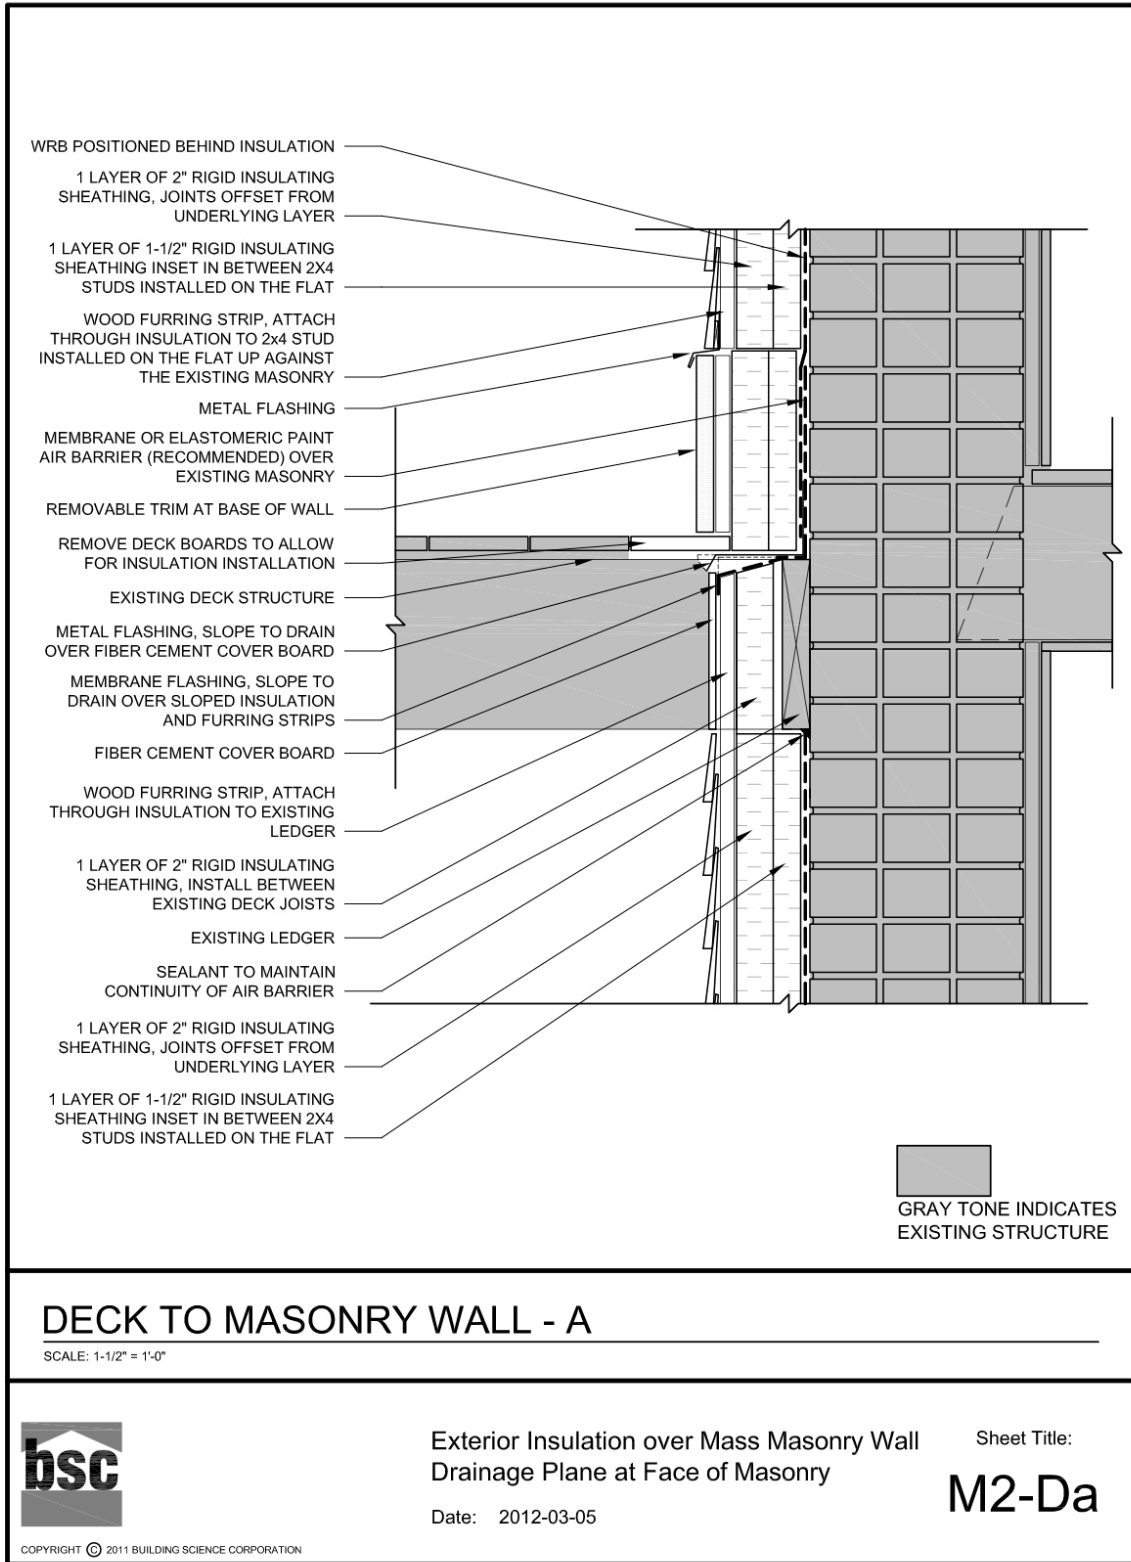 WRB POSITIONED BEHIND INSULATION
1 LAYER OF 2" RIGID INSULATING
SHEATHING, JOINTS OFFSET FROM
UNDERLYING LAYER
1 LAYER OF 1-1/2" RIGID INSULATING
SHEATHING INSET IN BETWEEN 2X4
STUDS INSTALLED ON THE FLAT
WOOD FURRING STRIP, ATTACH
THROUGH INSULATION TO 2x4 STUD
INSTALLED ON THE FLAT UP AGAINST
THE EXISTING MASONRY
METAL FLASHING
MEMBRANE OR ELASTOMERIC PAINT
AIR BARRIER (RECOMMENDED) OVER
EXISTING MASONRY
REMOVABLE TRIM AT BASE OF WALL
REMOVE DECK BOARDS TO ALLOW
FOR INSULATION INSTALLATION
EXISTING DECK STRUCTURE
METAL FLASHING, SLOPE TO DRAIN
OVER FIBER CEMENT COVER BOARD
MEMBRANE FLASHING, SLOPE TO
DRAIN OVER SLOPED INSULATION
AND FURRING STRIPS
FIBER CEMENT COVER BOARD
WOOD FURRING STRIP, ATTACH
THROUGH INSULATION TO EXISTING
LEDGER
1 LAYER OF 2" RIGID INSULATING
SHEATHING, INSTALL BETWEEN
EXISTING DECK JOISTS
EXISTING LEDGER
SEALANT TO MAINTAIN
CONTINUITY OF AIR BARRIER
1 LAYER OF 2" RIGID INSULATING
SHEATHING, JOINTS OFFSET FROM
UNDERLYING LAYER
1 LAYER OF 1-1/2" RIGID INSULATING
SHEATHING INSET IN BETWEEN 2X4
STUDS INSTALLED ON THE FLAT
GRAY TONE INDICATES
EXISTING STRUCTURE
DECK TO MASONRY WALL - A
SCALE: 1-1/2" = 1'-0"
bsc
Exterior Insulation over Mass Masonry Wall
Drainage Plane at Face of Masonry
Date: 2012-03-05
Sheet Title:
M2-Da
COPYRIGHT © 2011 BUILDING SCIENCE CORPORATION